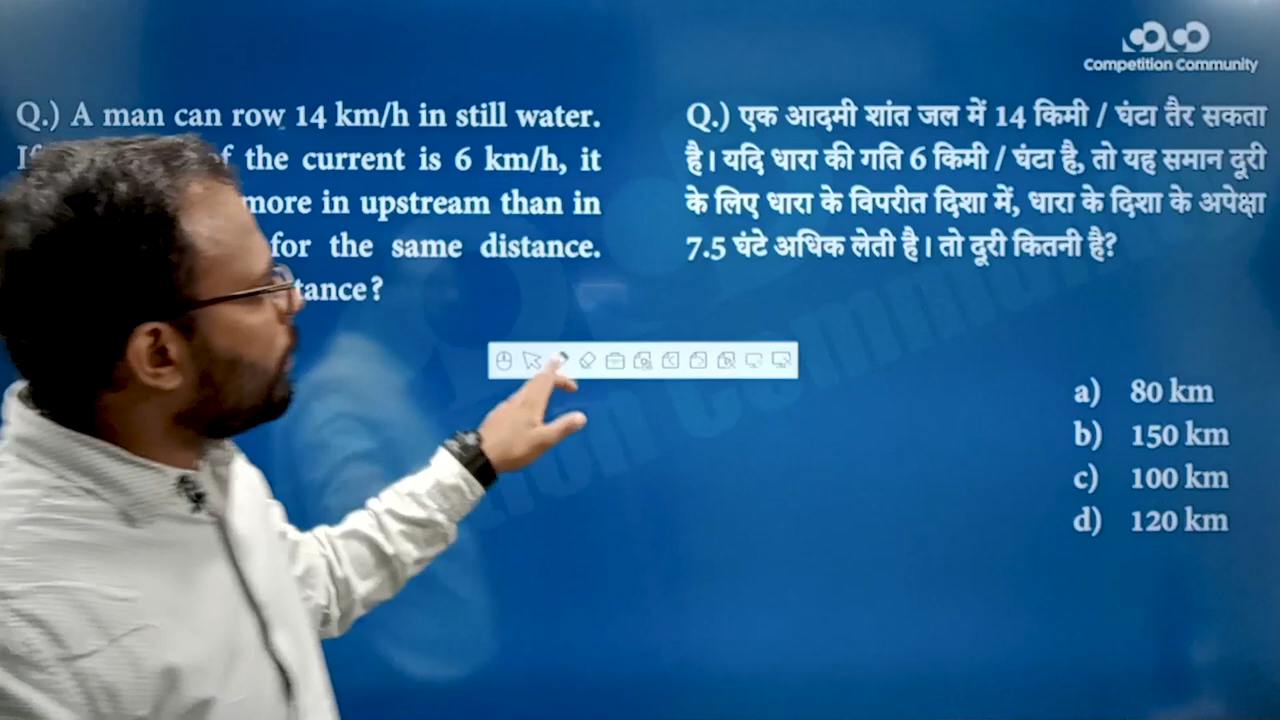 Competition Community
Q.) A man can row 14 km/h in still water.
the current is 6 km/h, it
more in upstream than in
for the same distance.
?
Q.) एक आदमी शांत जल में 14 किमी / घंटा तैर सकता
है। यदि धारा की गति 6 किमी / घंटा है, तो यह समान दूरी
के लिए धारा के विपरीत दिशा में, धारा के दिशा के अपेक्षा
7.5 घंटे अधिक लेती है। तो दूरी कितनी है?
a) 80 km
b) 150 km
c) 100 km
d) 120 km